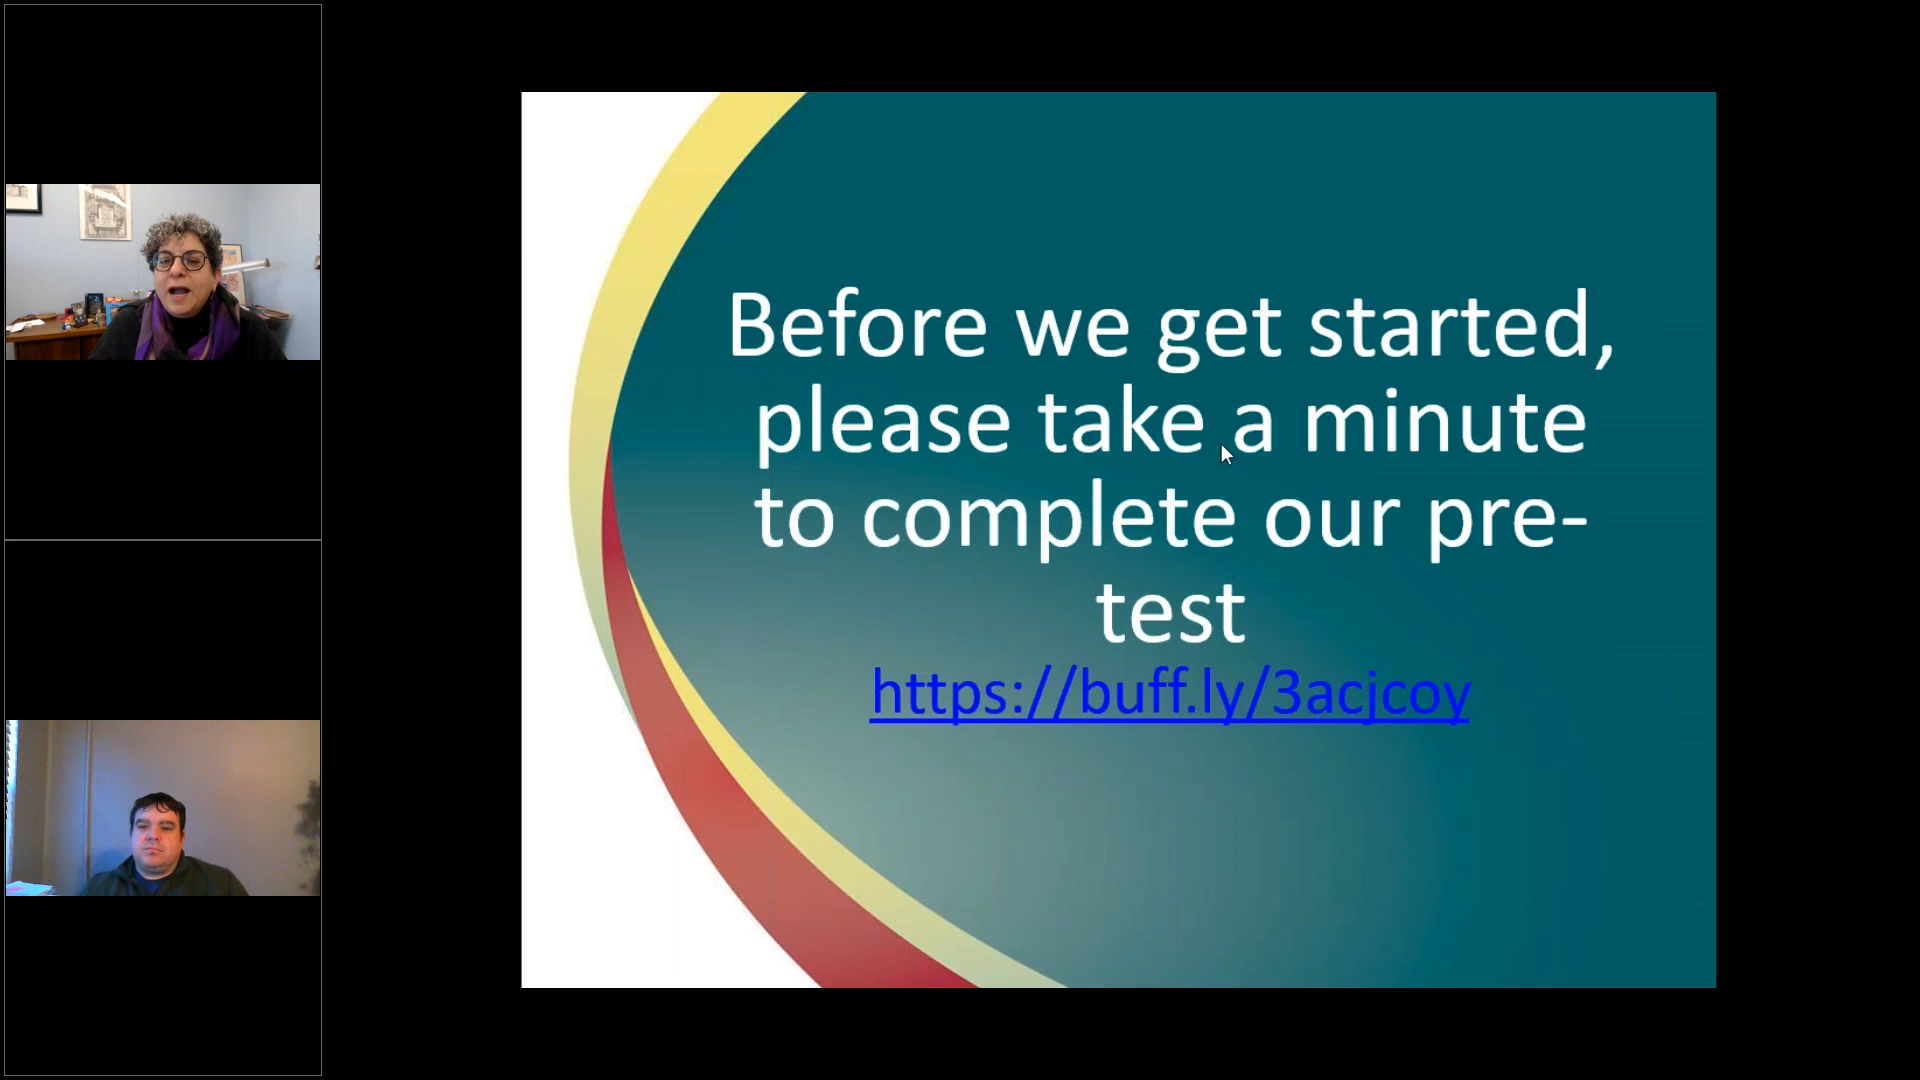 Before we get started,
please take a minute
to complete our pre-
test
https://buff.ly/3acjcoy